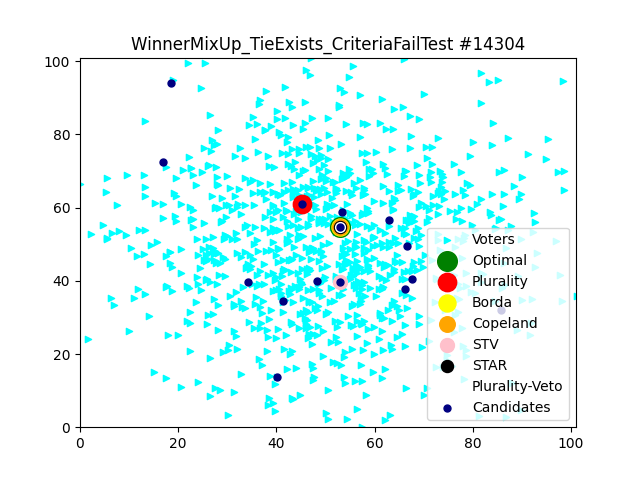 WinnerMixUp_TieExists_CriteriaFailTest #14304
100
80
60
40
20
0
0 20 40 60 80 100
Voters
Optimal
Plurality
Borda
Copeland
STV
STAR
Plurality-Veto
Candidates